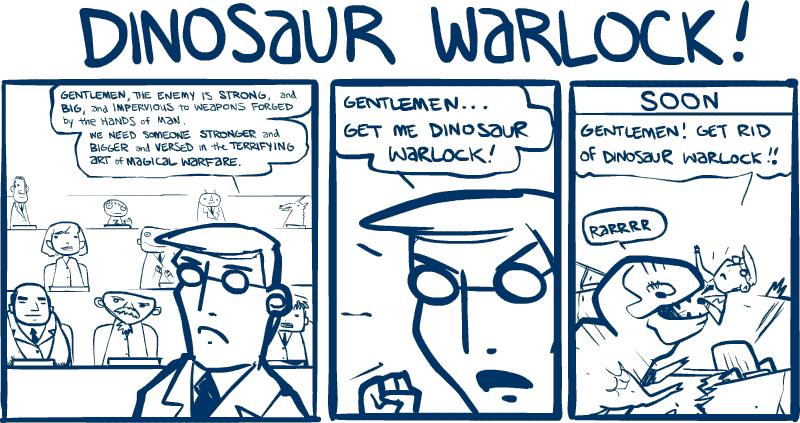 DINOSAUR WARLOCK!
GENTLEMEN, THE ENEMY IS STRONG, and
BIG, and IMPERVIOUS to WEAPONS FORGED
by the HANDS of MAN.
WE NEED SOMEONE STRONGER and
BIGGER and VERSED in the TERRIFYING
ART of MAGICAL WARFARE.
GENTLEMEN...
GET ME DINOSAUR
WARLOCK!
SOON
GENTLEMEN! GET RID
OF DINOSAUR WARLOCK!!
RARRRR